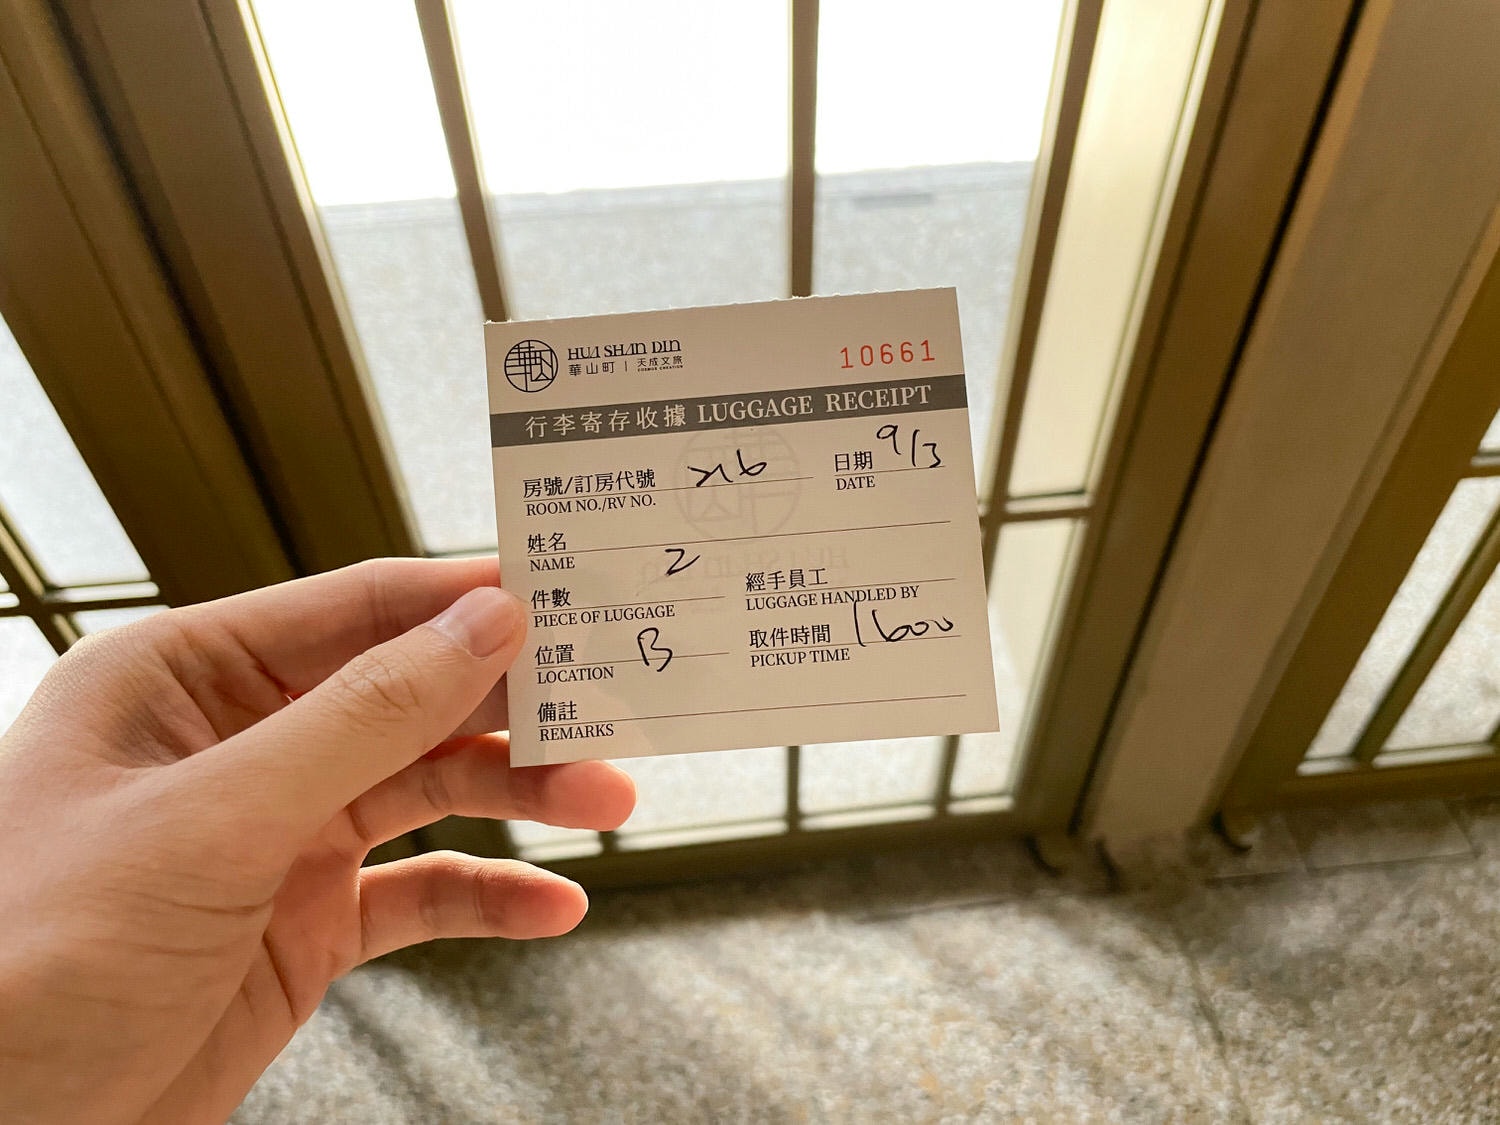 HUA SHAN DIN
華山町 | 天成文旅
COSMOS CREATION
10661
行李寄存收據 LUGGAGE RECEIPT
房號/訂房代號
ROOM NO./RV NO.
日期 9/3
DATE
姓名
NAME
2
件數
PIECE OF LUGGAGE
經手員工
LUGGAGE HANDLED BY
位置 B
LOCATION
取件時間 1600
PICKUP TIME
備註
REMARKS